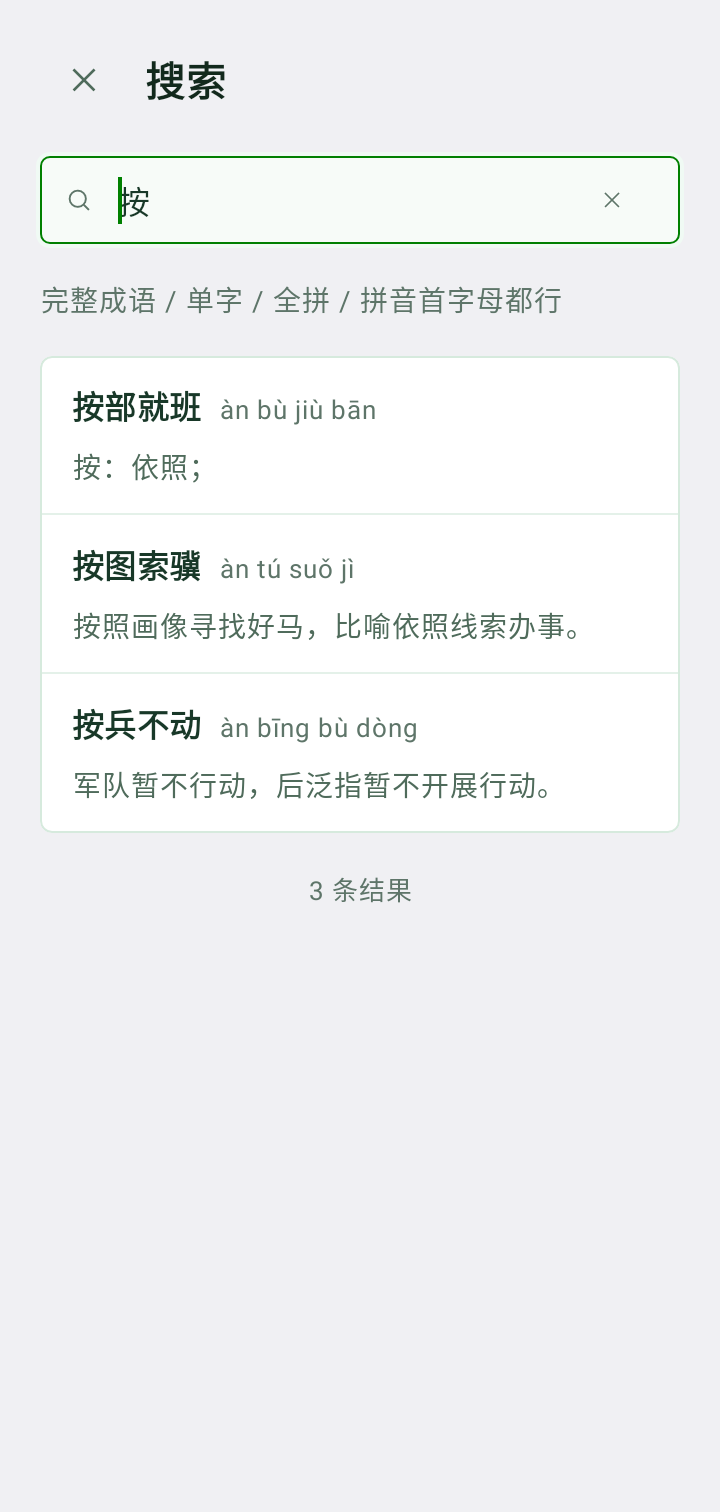 搜索
按
完整成语 / 单字 / 全拼 / 拼音首字母都行
按部就班 àn bù jiù bān
按：依照；
按图索骥 àn tú suǒ jì
按照画像寻找好马，比喻依照线索办事。
按兵不动 àn bīng bù dòng
军队暂不行动，后泛指暂不开展行动。
3 条结果